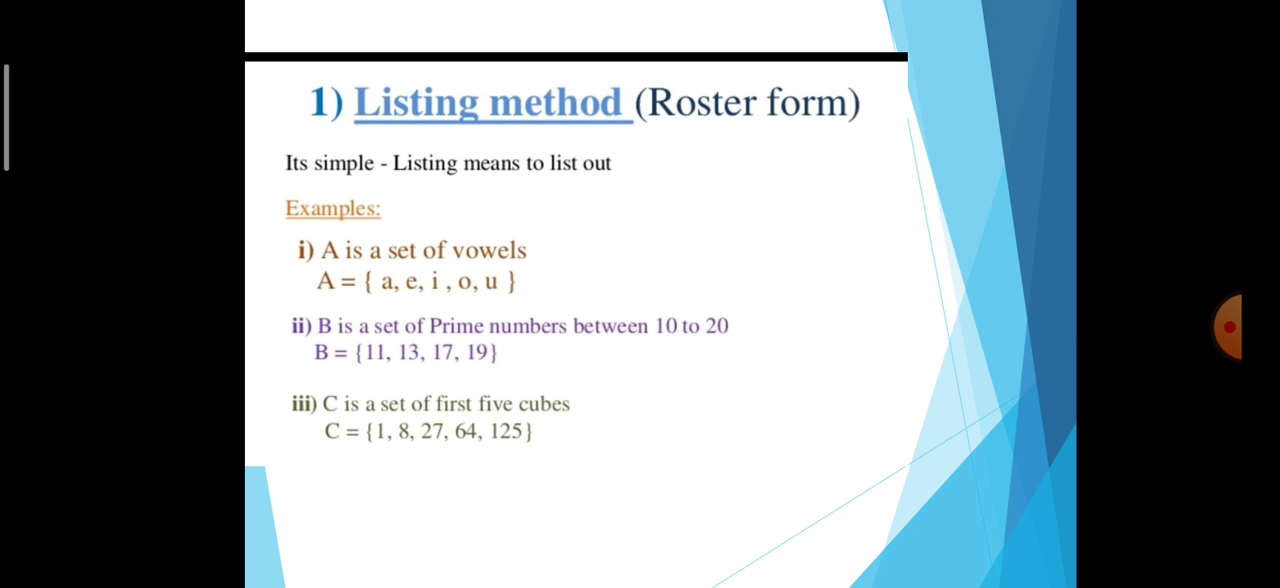 1) Listing method (Roster form)
Its simple - Listing means to list out
Examples:
i) A is a set of vowels
A = { a, e, i , o, u }
ii) B is a set of Prime numbers between 10 to 20
B = {11, 13, 17, 19}
iii) C is a set of first five cubes
C = {1, 8, 27, 64, 125}